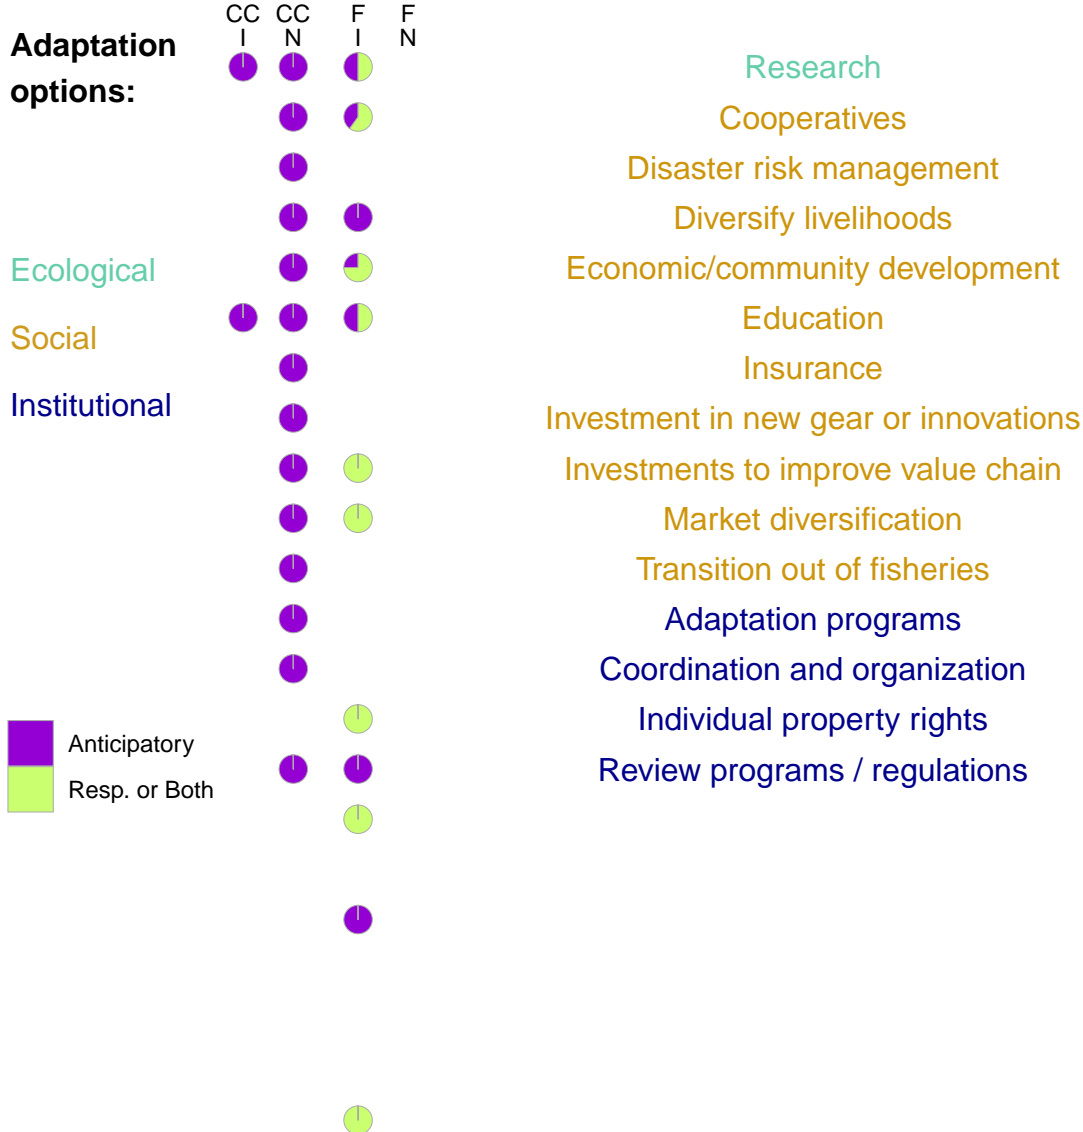 CC CC F F
I N I N
Adaptation
options:
Research
Cooperatives
Disaster risk management
Diversify livelihoods
Ecological
Economic/community development
Social
Education
Insurance
Institutional
Investment in new gear or innovations
Investments to improve value chain
Market diversification
Transition out of fisheries
Adaptation programs
Coordination and organization
Individual property rights
Anticipatory
Review programs / regulations
Resp. or Both